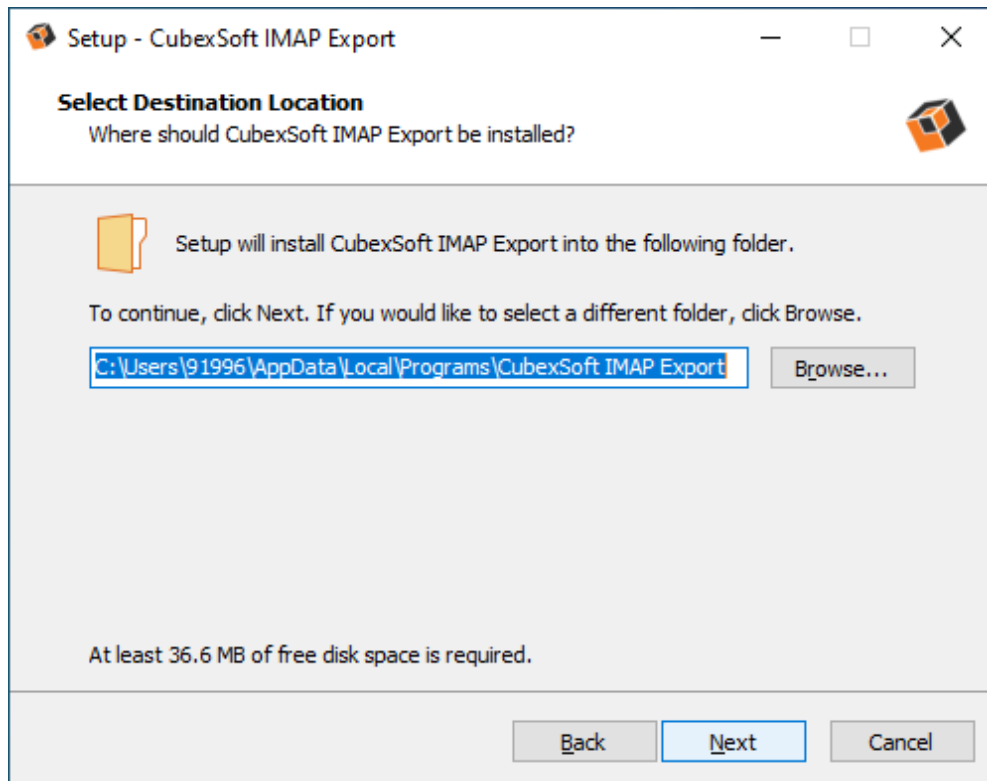 Setup - CubexSoft IMAP Export
Select Destination Location
Where should CubexSoft IMAP Export be installed?
Setup will install CubexSoft IMAP Export into the following folder.
To continue, click Next. If you would like to select a different folder, click Browse.
C:\Users\91996\AppData\Local\Programs\CubexSoft IMAP Export
Browse...
At least 36.6 MB of free disk space is required.
Back
Next
Cancel